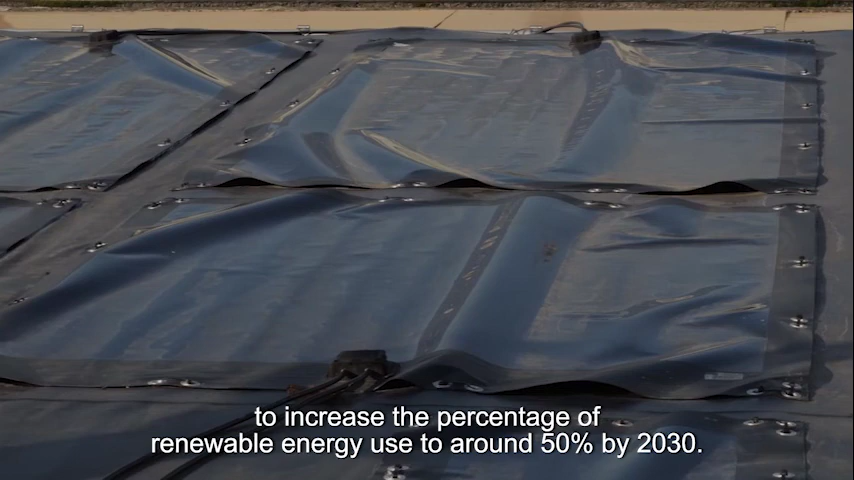 to increase the percentage of
renewable energy use to around 50% by 2030.